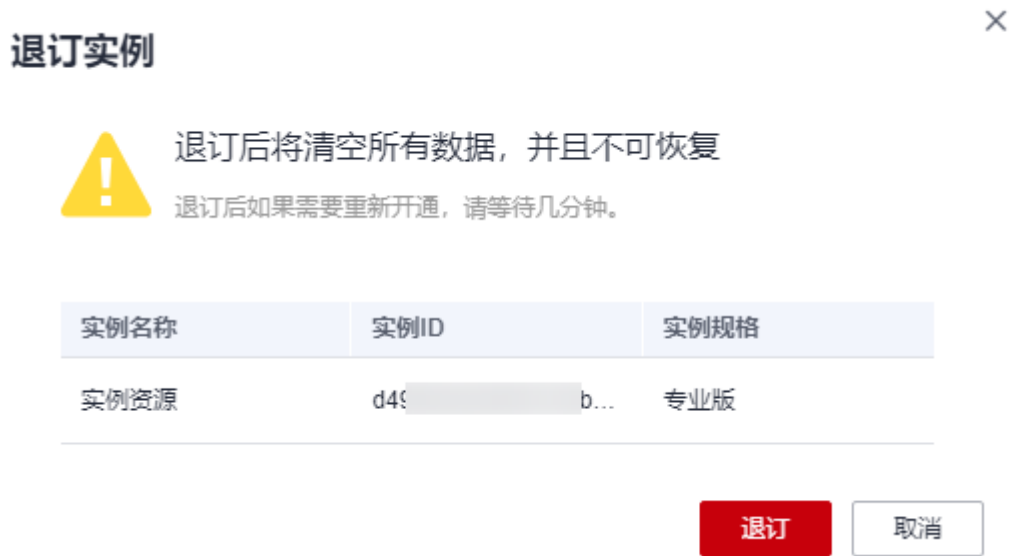 退订实例
退订后将清空所有数据，并且不可恢复
退订后如果需要重新开通，请等待几分钟。
实例名称 实例ID 实例规格
实例资源 d49 b... 专业版
退订 取消